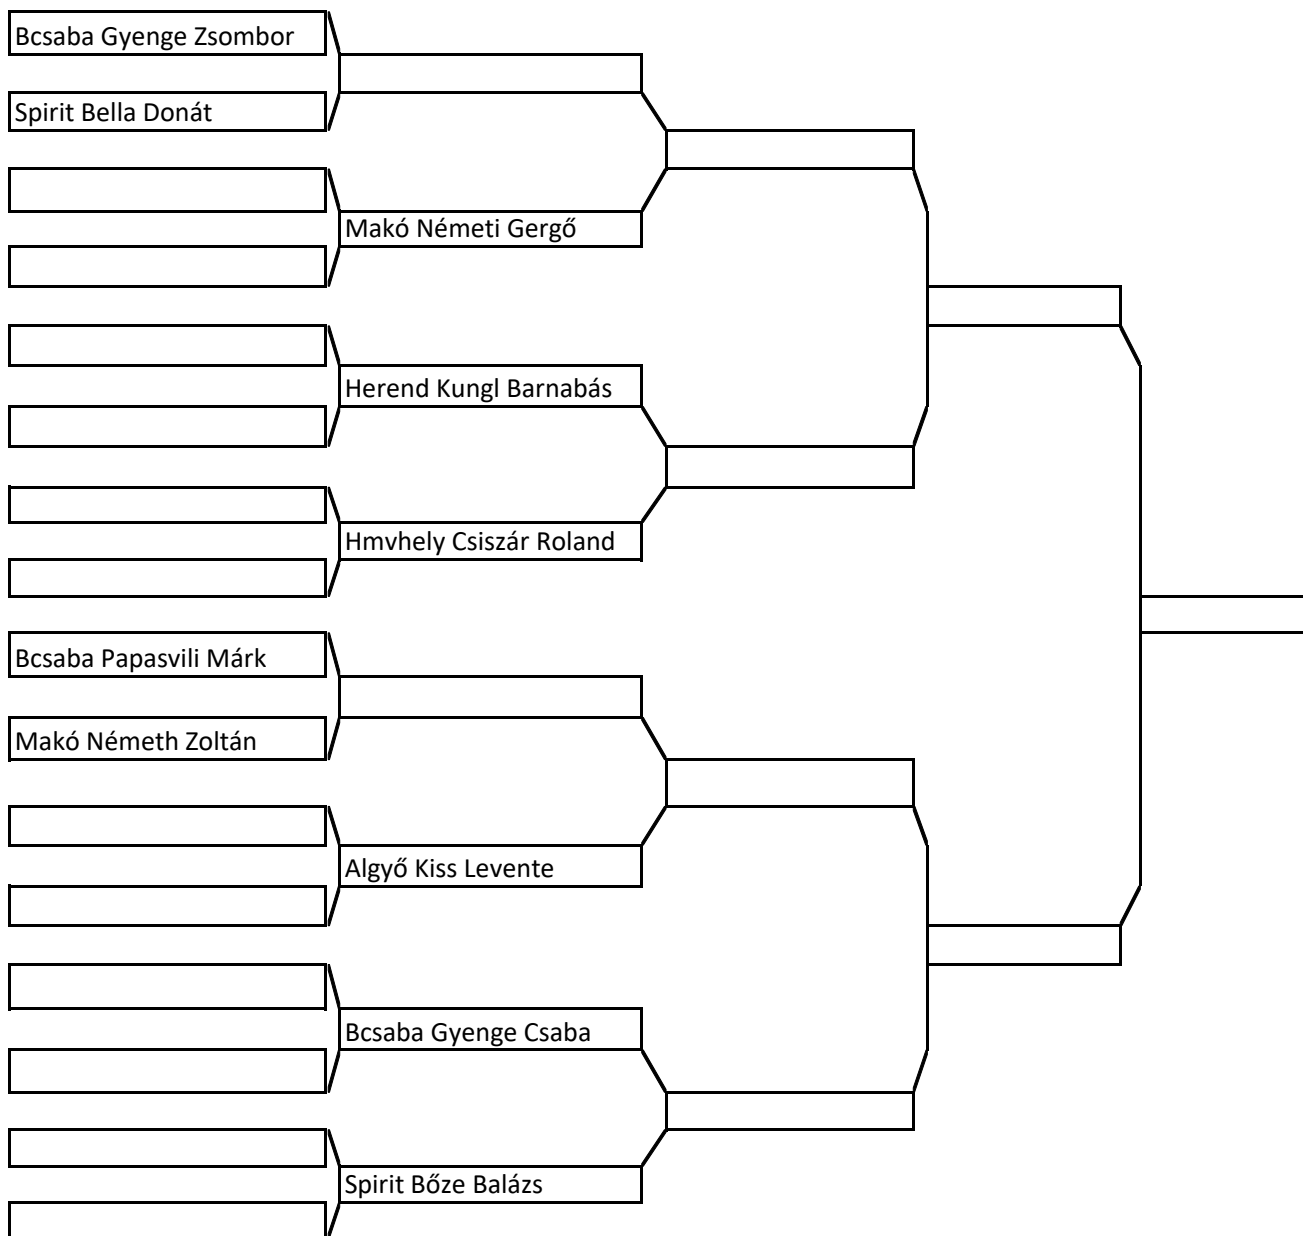 Bcsaba Gyenge Zsombor
Spirit Bella Donát
Makó Németi Gergő
Herend Kungl Barnabás
Hmvhely Csiszár Roland
Bcsaba Papasvili Márk
Makó Németh Zoltán
Algyő Kiss Levente
Bcsaba Gyenge Csaba
Spirit Bőze Balázs